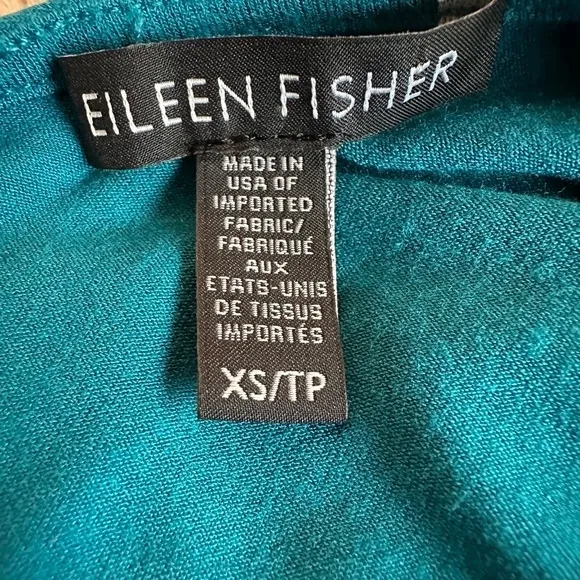 EILEEN FISHER
MADE IN
USA OF
IMPORTED
FABRIC/
FABRIQUÉ
AUX
ETATS-UNIS
DE TISSUS
IMPORTÉS
XS/TP